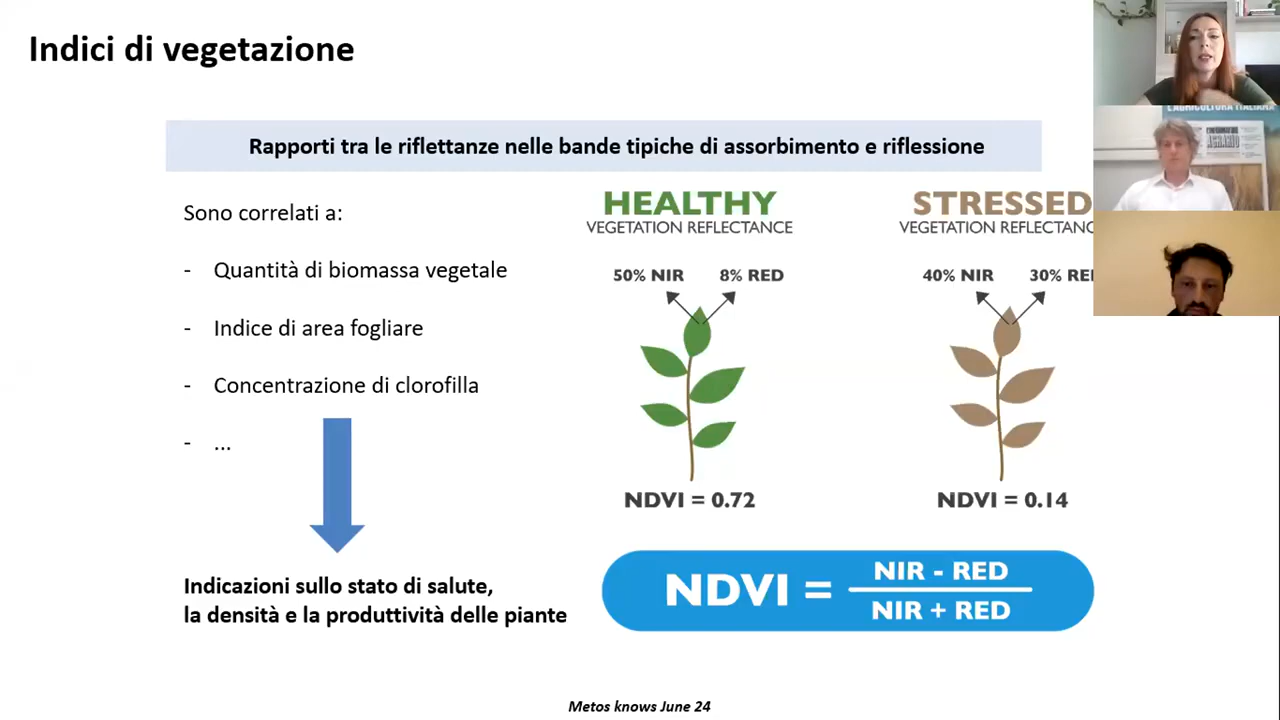 Indici di vegetazione
Rapporti tra le riflettanze nelle bande tipiche di assorbimento e riflessione
Sono correlati a:
- Quantità di biomassa vegetale
- Indice di area fogliare
- Concentrazione di clorofilla
- ...
Indicazioni sullo stato di salute,
la densità e la produttività delle piante
HEALTHY
VEGETATION REFLECTANCE
50% NIR 8% RED
NDVI = 0.72
STRESSED
VEGETATION REFLECTANC
40% NIR 30% RE
NDVI = 0.14
NDVI = NIR - RED
NIR + RED
L'AGRICOLTURA ITALIANA
AGRARIO
Metos knows June 24